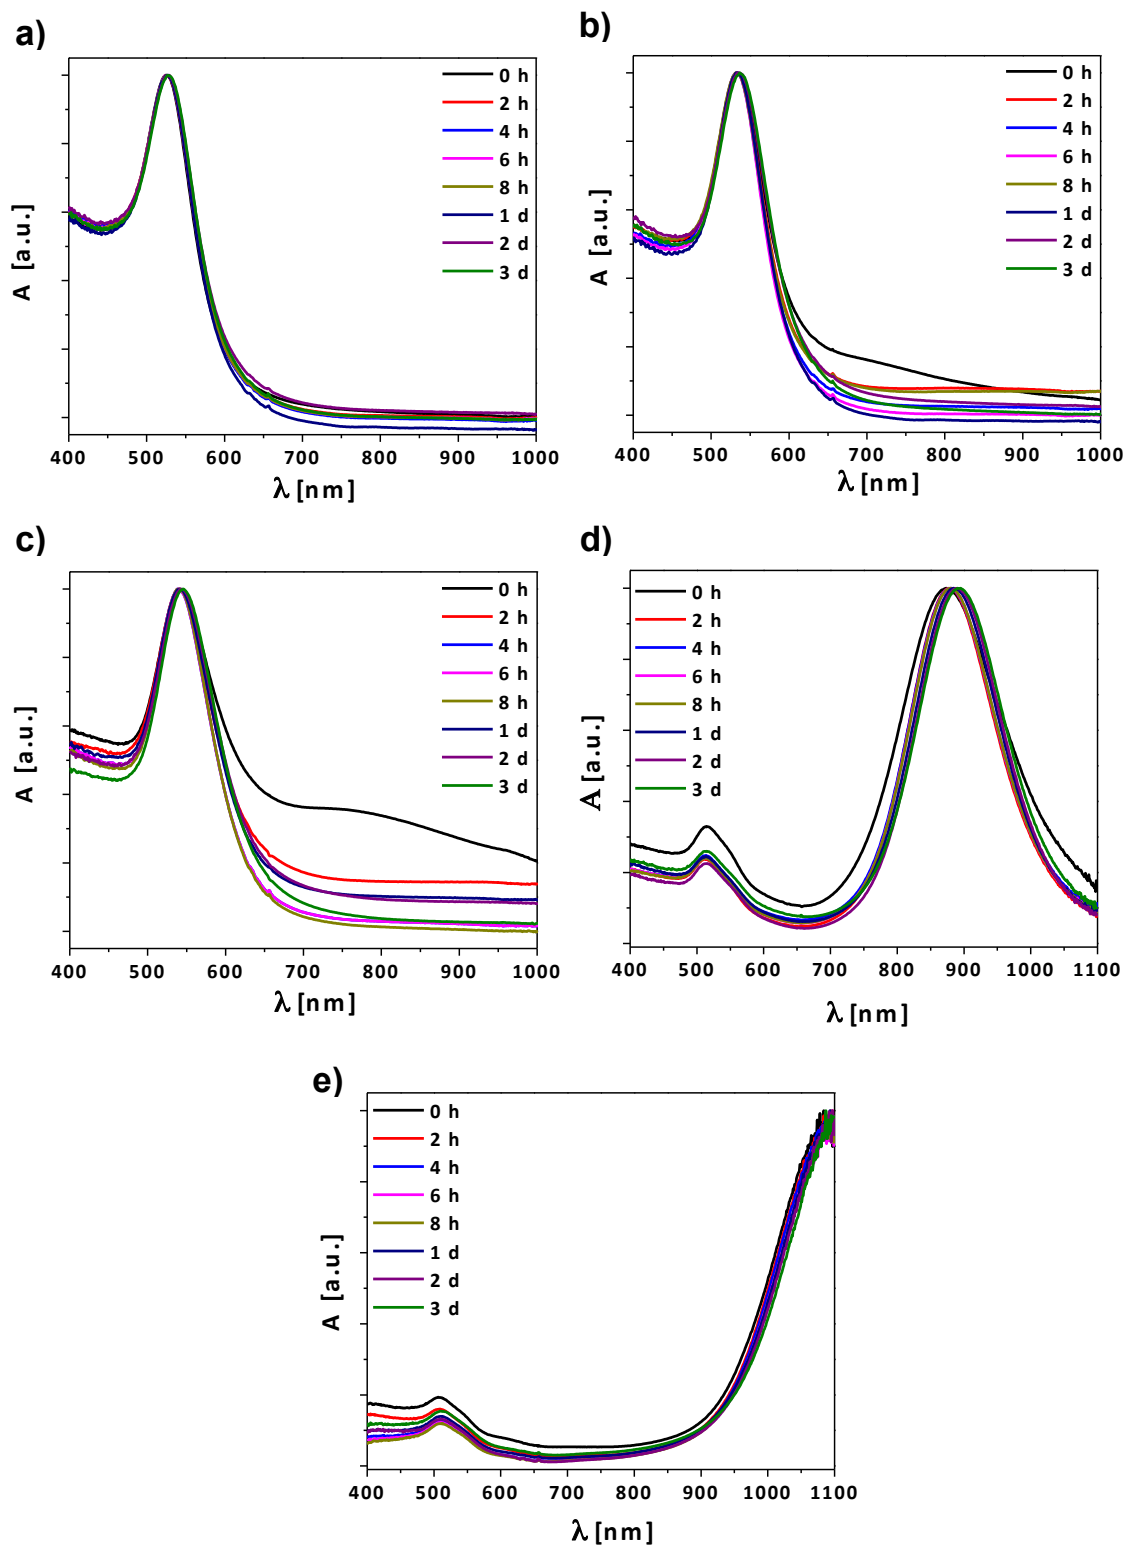 a)
A [a.u.]
0 h
2 h
4 h
6 h
8 h
1 d
2 d
3 d
400 500 600 700 800 900 1000
λ [nm]
b)
A [a.u.]
0 h
2 h
4 h
6 h
8 h
1 d
2 d
3 d
400 500 600 700 800 900 1000
λ [nm]
c)
A [a.u.]
0 h
2 h
4 h
6 h
8 h
1 d
2 d
3 d
400 500 600 700 800 900 1000
λ [nm]
d)
A [a.u.]
0 h
2 h
4 h
6 h
8 h
1 d
2 d
3 d
400 500 600 700 800 900 1000 1100
λ [nm]
e)
A [a.u.]
0 h
2 h
4 h
6 h
8 h
1 d
2 d
3 d
400 500 600 700 800 900 1000 1100
λ [nm]